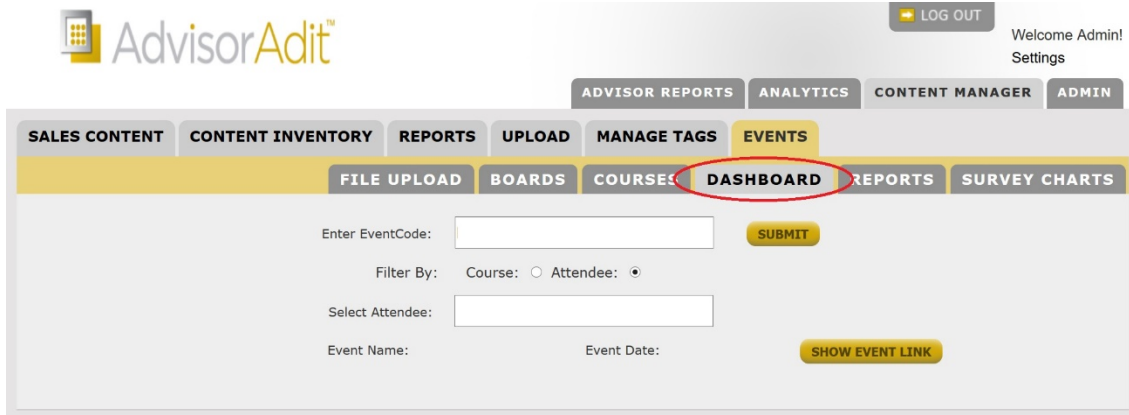 LOG OUT
AdvisorAdit™
Welcome Admin!
Settings
ADVISOR REPORTS ANALYTICS CONTENT MANAGER ADMIN
SALES CONTENT CONTENT INVENTORY REPORTS UPLOAD MANAGE TAGS EVENTS
FILE UPLOAD BOARDS COURSES DASHBOARD REPORTS SURVEY CHARTS
Enter EventCode: SUBMIT
Filter By: Course: Attendee:
Select Attendee:
Event Name: Event Date: SHOW EVENT LINK